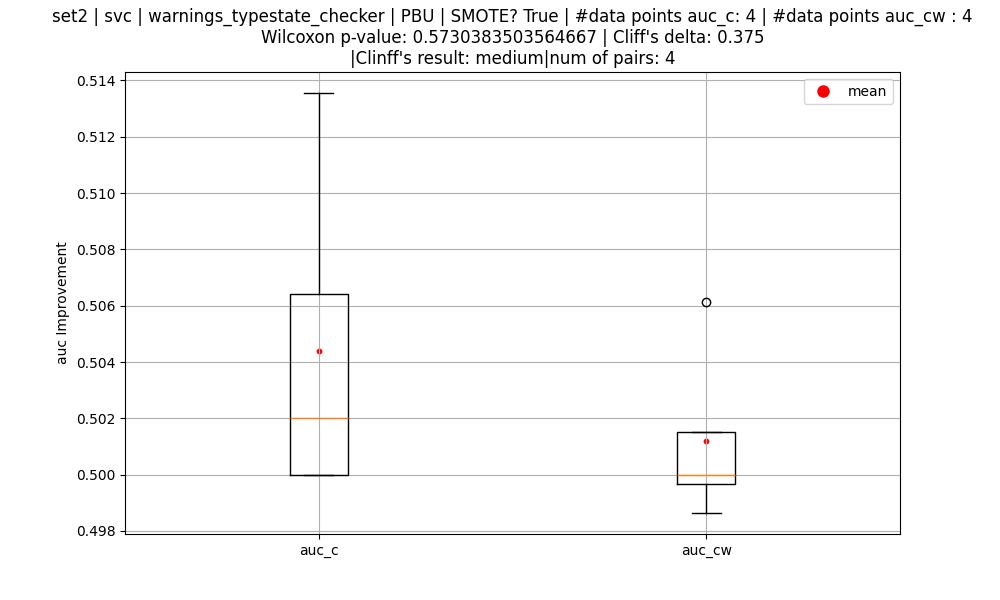 set2 | svc | warnings_typestate_checker | PBU | SMOTE? True | #data points auc_c: 4 | #data points auc_cw : 4
Wilcoxon p-value: 0.5730383503564667 | Cliff's delta: 0.375
|Clinff's result: medium|num of pairs: 4
mean
0.514
0.512
0.510
0.508
0.506
0.504
0.502
0.500
0.498
auc Improvement
auc_c
auc_cw